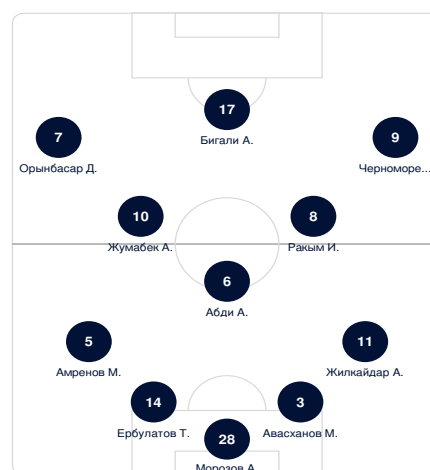 17
Бигали А.
7
9
Орынбасар Д.
Черноморе...
10
8
Жумабек А.
Ракым И.
6
Абди А.
5
11
Амренов М.
Жилкайдар А.
14
3
Ербулатов Т.
Авасханов М.
28
Морозов А.